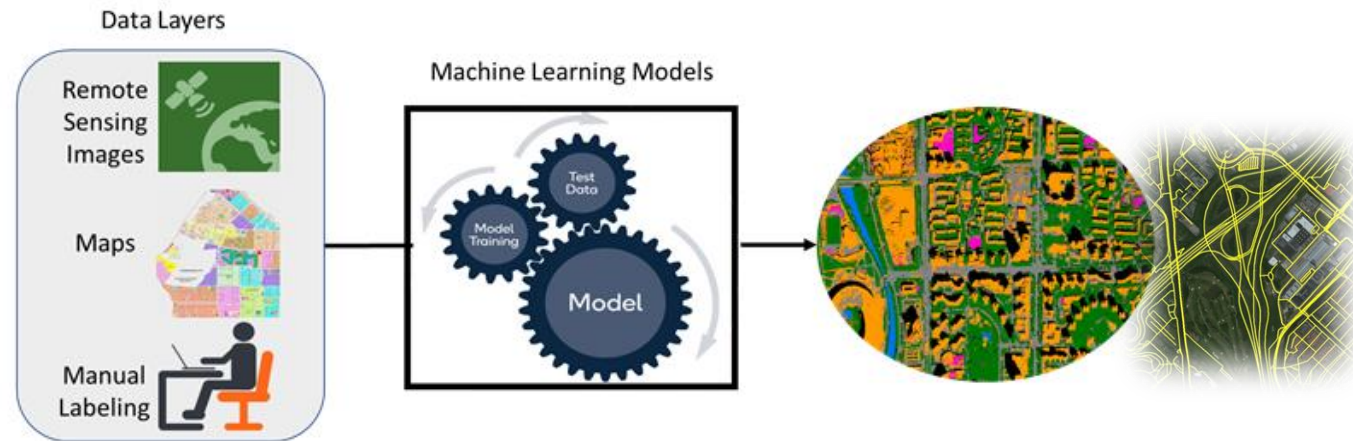 Data Layers
Remote
Sensing
Images
Maps
Manual
Labeling
Machine Learning Models
Test
Data
Model
Training
Model